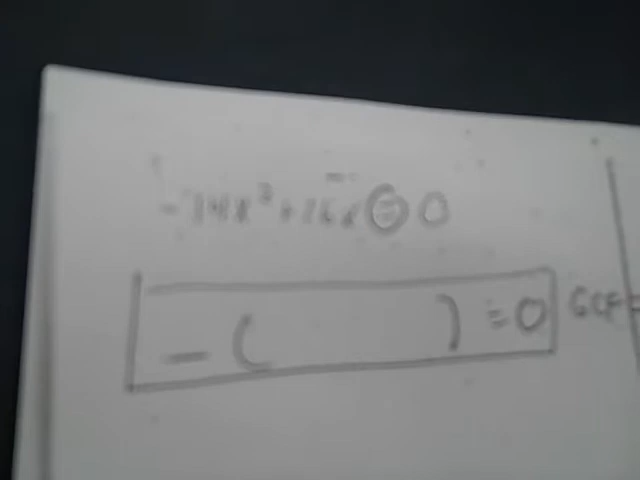 -14x³+26x = 0
-( ) = 0 GCF=